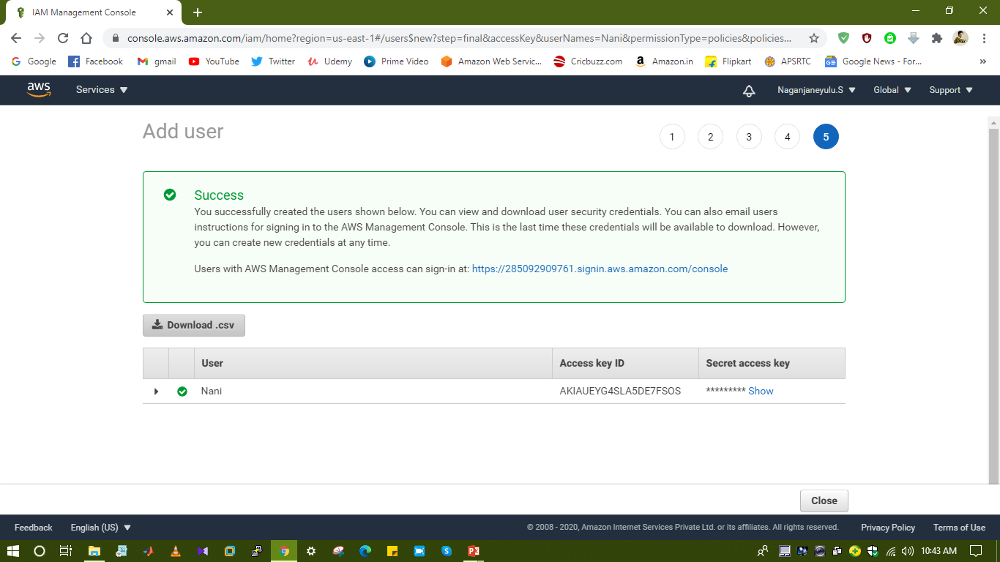 IAM Management Console
console.aws.amazon.com/iam/home?region=us-east-1#/users$new?step=final&accessKey&userNames=Nani&permissionType=policies&policies...
Google Facebook gmail YouTube Twitter Udemy Prime Video Amazon Web Servic... Cricbuzz.com Amazon.in Flipkart APSRTC Google News - For... »
aws Services Naganjaneyulu.S Global Support
Add user 1 2 3 4 5
Success
You successfully created the users shown below. You can view and download user security credentials. You can also email users
instructions for signing in to the AWS Management Console. This is the last time these credentials will be available to download. However,
you can create new credentials at any time.
Users with AWS Management Console access can sign-in at: https://285092909761.signin.aws.amazon.com/console
Download .csv
User Access key ID Secret access key
Nani AKIAUEYG4SLA5DE7FSOS ********* Show
Close
Feedback English (US) © 2008 - 2020, Amazon Internet Services Private Ltd. or its affiliates. All rights reserved. Privacy Policy Terms of Use
10:43 AM